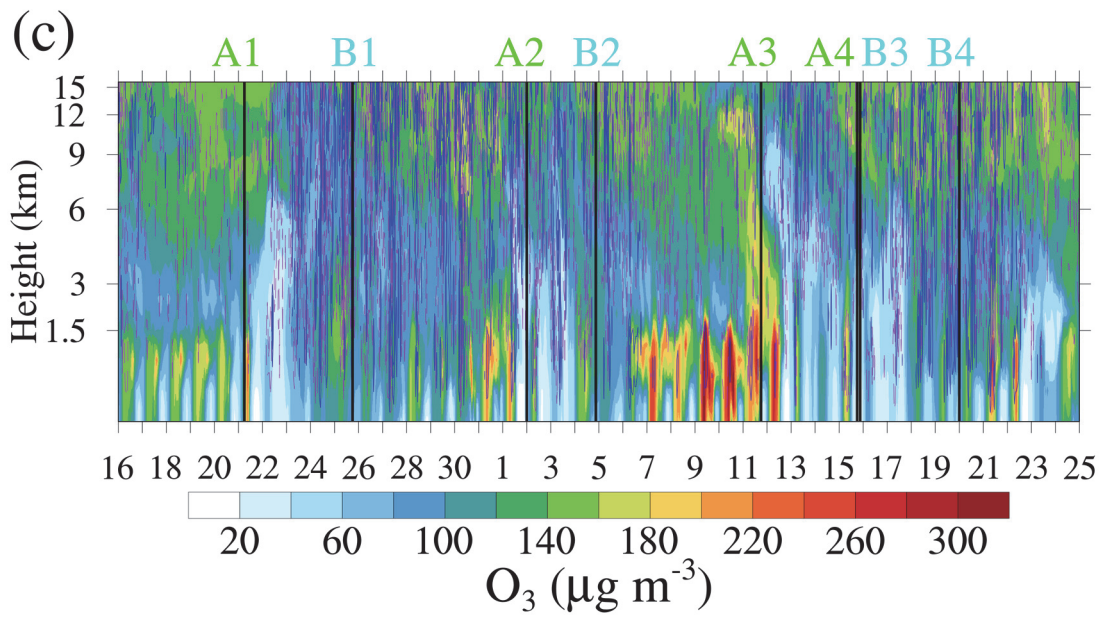 (c)
A1 B1 A2 B2 A3 A4 B3 B4
Height (km)
15
12
9
6
3
1.5
16 18 20 22 24 26 28 30 1 3 5 7 9 11 13 15 17 19 21 23 25
20 60 100 140 180 220 260 300
O₃ (μg m⁻³)